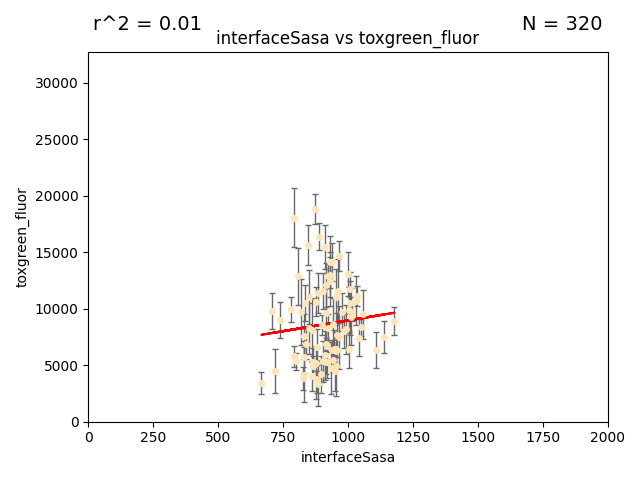 r^2 = 0.01
N = 320
interfaceSasa vs toxgreen_fluor
30000
25000
20000
15000
10000
5000
0
toxgreen_fluor
0 250 500 750 1000 1250 1500 1750 2000
interfaceSasa